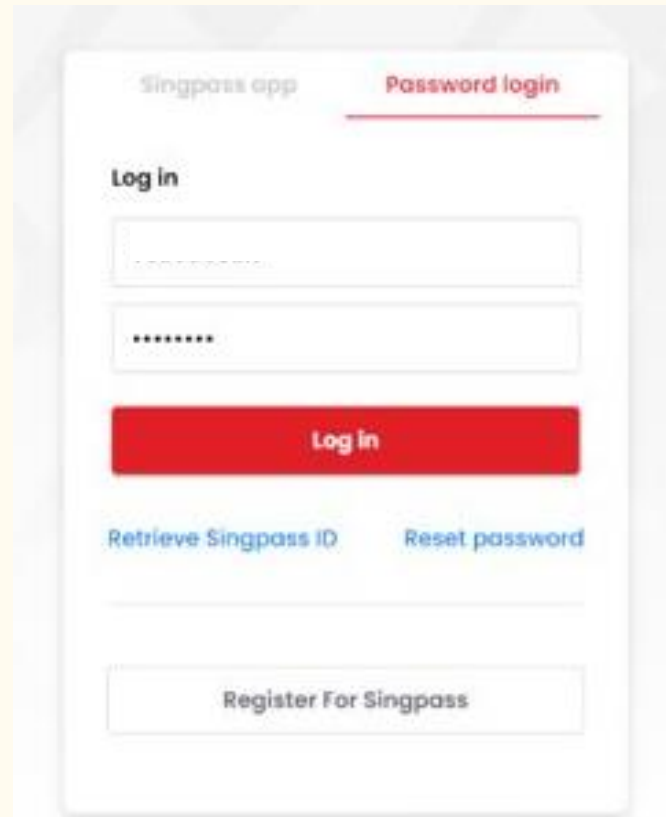 Singpass app Password login
Log in
••••••••
Log in
Retrieve Singpass ID Reset password
Register For Singpass